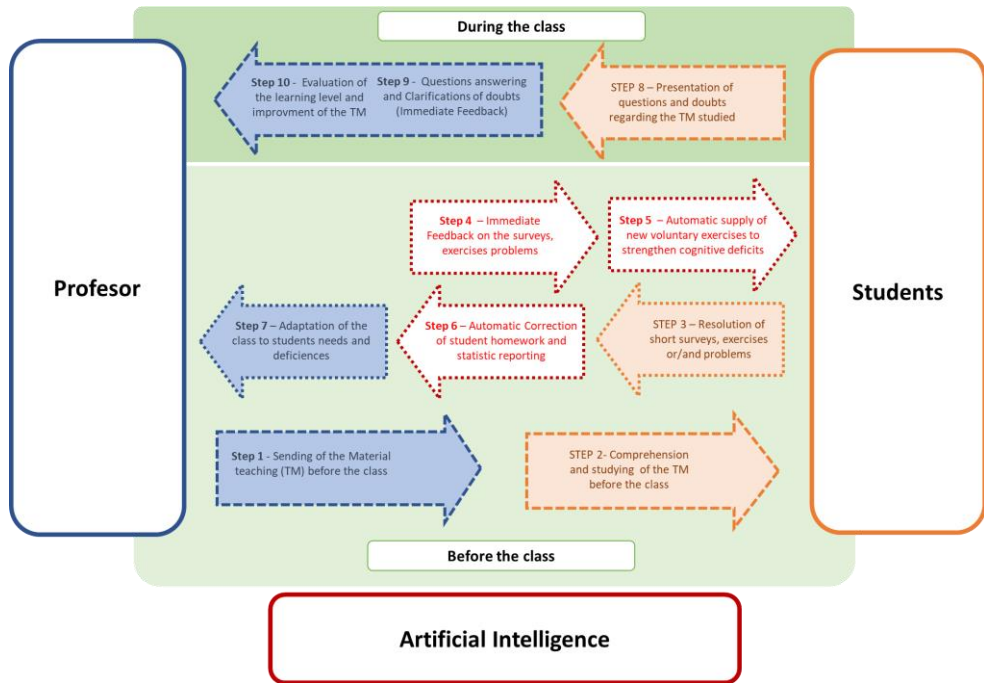 During the class
Step 10 - Evaluation of
the learning level and
improvment of the TM
Step 9 - Questions answering
and Clarifications of doubts
(Immediate Feedback)
STEP 8 – Presentation of
questions and doubts
regarding the TM studied
Profesor
Students
Step 4 – Immediate
Feedback on the surveys,
exercises problems
Step 5 – Automatic supply of
new voluntary exercises to
strengthen cognitive deficits
Step 7 – Adaptation of the
class to students needs and
deficiences
Step 6 – Automatic Correction
of student homework and
statistic reporting
STEP 3 – Resolution of
short surveys, exercises
or/and problems
Step 1 - Sending of the Material
teaching (TM) before the class
STEP 2- Comprehension
and studying of the TM
before the class
Before the class
Artificial Intelligence